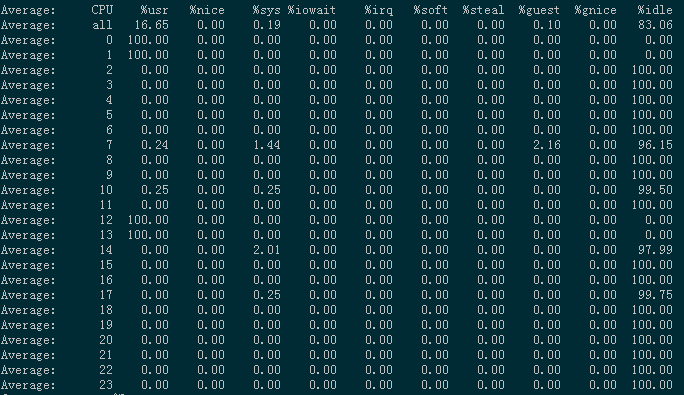 Average: CPU %usr %nice %sys %iowait %irq %soft %steal %guest %gnice %idle
Average: all 16.65 0.00 0.19 0.00 0.00 0.00 0.00 0.10 0.00 83.06
Average: 0 100.00 0.00 0.00 0.00 0.00 0.00 0.00 0.00 0.00 0.00
Average: 1 100.00 0.00 0.00 0.00 0.00 0.00 0.00 0.00 0.00 0.00
Average: 2 0.00 0.00 0.00 0.00 0.00 0.00 0.00 0.00 0.00 100.00
Average: 3 0.00 0.00 0.00 0.00 0.00 0.00 0.00 0.00 0.00 100.00
Average: 4 0.00 0.00 0.00 0.00 0.00 0.00 0.00 0.00 0.00 100.00
Average: 5 0.00 0.00 0.00 0.00 0.00 0.00 0.00 0.00 0.00 100.00
Average: 6 0.00 0.00 0.00 0.00 0.00 0.00 0.00 0.00 0.00 100.00
Average: 7 0.24 0.00 1.44 0.00 0.00 0.00 0.00 2.16 0.00 96.15
Average: 8 0.00 0.00 0.00 0.00 0.00 0.00 0.00 0.00 0.00 100.00
Average: 9 0.00 0.00 0.00 0.00 0.00 0.00 0.00 0.00 0.00 100.00
Average: 10 0.25 0.00 0.25 0.00 0.00 0.00 0.00 0.00 0.00 99.50
Average: 11 0.00 0.00 0.00 0.00 0.00 0.00 0.00 0.00 0.00 100.00
Average: 12 100.00 0.00 0.00 0.00 0.00 0.00 0.00 0.00 0.00 0.00
Average: 13 100.00 0.00 0.00 0.00 0.00 0.00 0.00 0.00 0.00 0.00
Average: 14 0.00 0.00 2.01 0.00 0.00 0.00 0.00 0.00 0.00 97.99
Average: 15 0.00 0.00 0.00 0.00 0.00 0.00 0.00 0.00 0.00 100.00
Average: 16 0.00 0.00 0.00 0.00 0.00 0.00 0.00 0.00 0.00 100.00
Average: 17 0.00 0.00 0.25 0.00 0.00 0.00 0.00 0.00 0.00 99.75
Average: 18 0.00 0.00 0.00 0.00 0.00 0.00 0.00 0.00 0.00 100.00
Average: 19 0.00 0.00 0.00 0.00 0.00 0.00 0.00 0.00 0.00 100.00
Average: 20 0.00 0.00 0.00 0.00 0.00 0.00 0.00 0.00 0.00 100.00
Average: 21 0.00 0.00 0.00 0.00 0.00 0.00 0.00 0.00 0.00 100.00
Average: 22 0.00 0.00 0.00 0.00 0.00 0.00 0.00 0.00 0.00 100.00
Average: 23 0.00 0.00 0.00 0.00 0.00 0.00 0.00 0.00 0.00 100.00